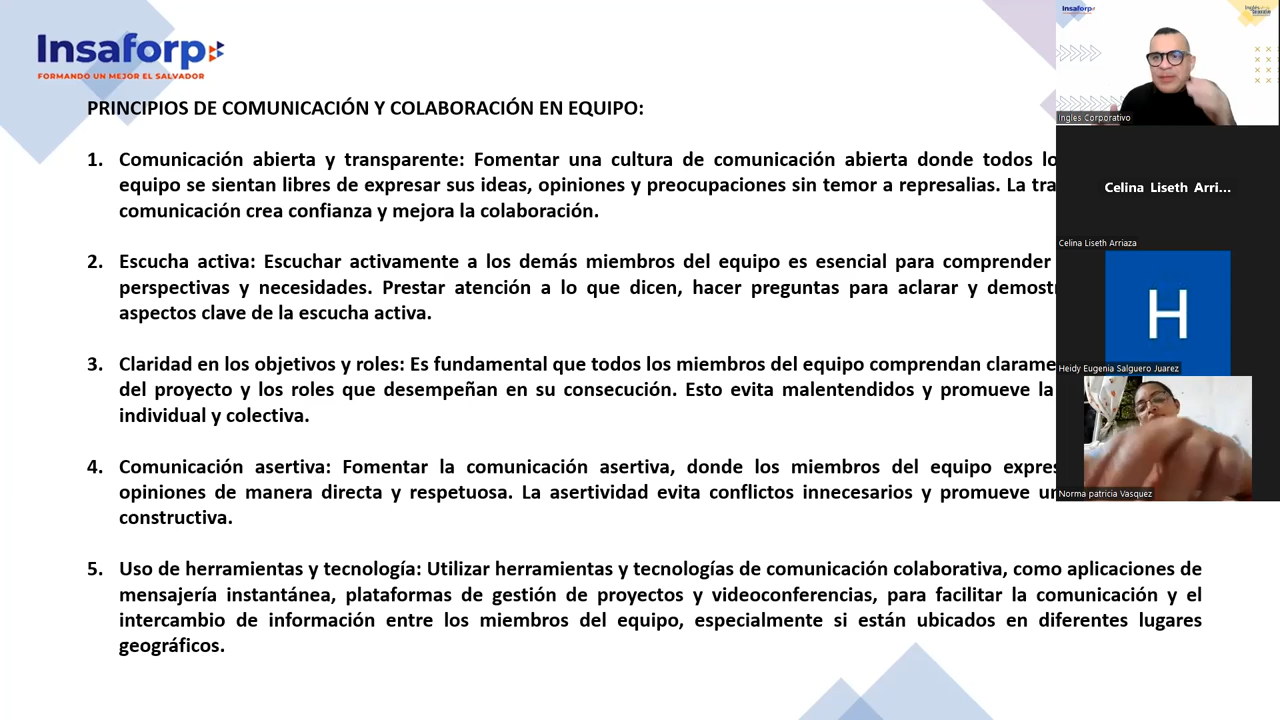 Insaforp
FORMANDO UN MEJOR EL SALVADOR
PRINCIPIOS DE COMUNICACIÓN Y COLABORACIÓN EN EQUIPO:
1. Comunicación abierta y transparente: Fomentar una cultura de comunicación abierta donde todos lo
equipo se sientan libres de expresar sus ideas, opiniones y preocupaciones sin temor a represalias. La tra
comunicación crea confianza y mejora la colaboración.
2. Escucha activa: Escuchar activamente a los demás miembros del equipo es esencial para comprender
perspectivas y necesidades. Prestar atención a lo que dicen, hacer preguntas para aclarar y demostr
aspectos clave de la escucha activa.
3. Claridad en los objetivos y roles: Es fundamental que todos los miembros del equipo comprendan clarame
del proyecto y los roles que desempeñan en su consecución. Esto evita malentendidos y promueve la
individual y colectiva.
4. Comunicación asertiva: Fomentar la comunicación asertiva, donde los miembros del equipo expres
opiniones de manera directa y respetuosa. La asertividad evita conflictos innecesarios y promueve un
constructiva.
5. Uso de herramientas y tecnología: Utilizar herramientas y tecnologías de comunicación colaborativa, como aplicaciones de
mensajería instantánea, plataformas de gestión de proyectos y videoconferencias, para facilitar la comunicación y el
intercambio de información entre los miembros del equipo, especialmente si están ubicados en diferentes lugares
geográficos.
Insaforp
Ingles Corporativo
Celina Liseth Arri...
Celina Liseth Arriaza
H
Heidy Eugenia Salguero Juarez
Norma patricia Vasquez